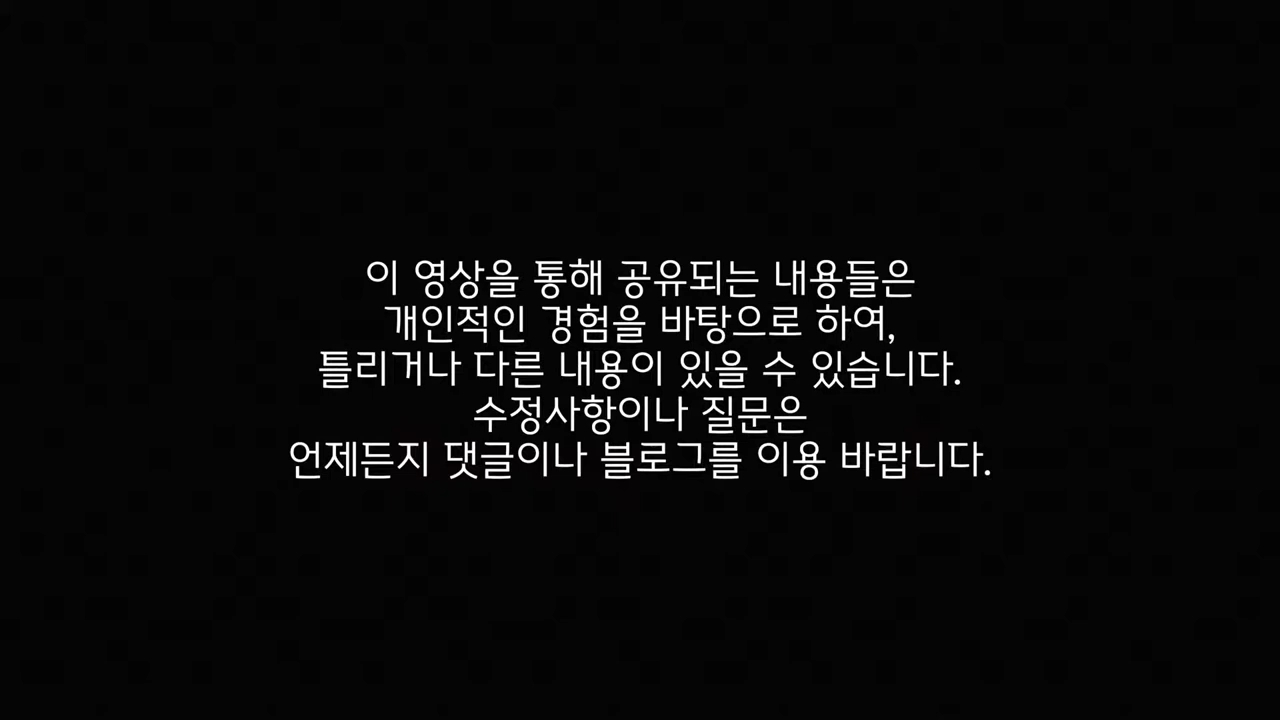 이 영상을 통해 공유되는 내용들은
개인적인 경험을 바탕으로 하여,
틀리거나 다른 내용이 있을 수 있습니다.
수정사항이나 질문은
언제든지 댓글이나 블로그를 이용 바랍니다.